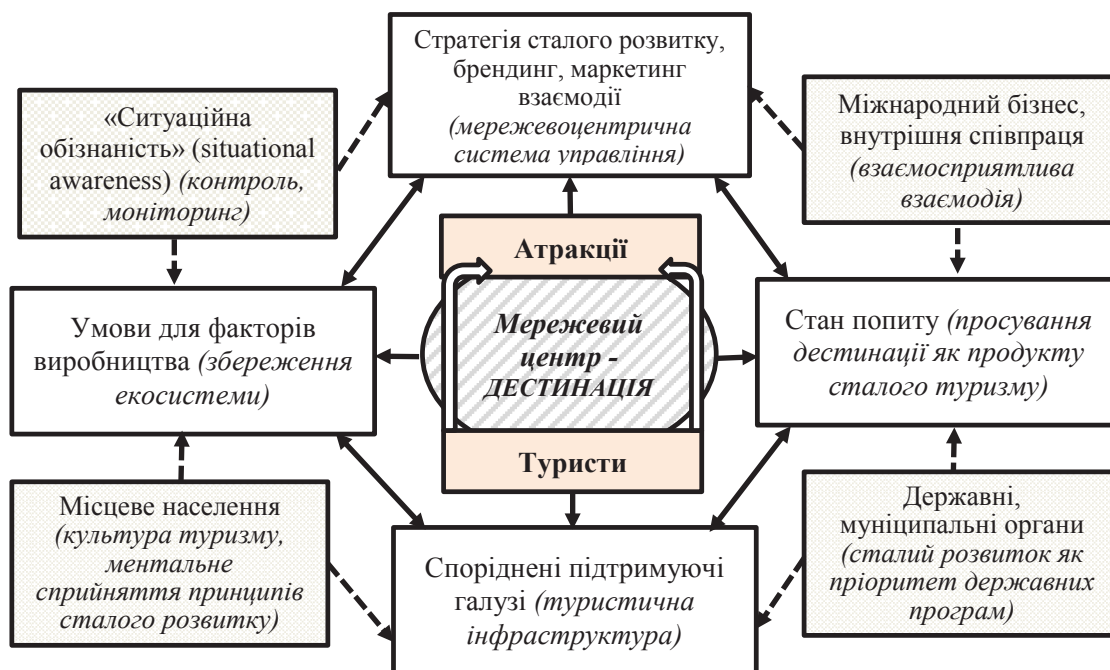 Стратегія сталого розвитку,
брендинг, маркетинг
взаємодії
(мережевоцентрична
система управління)
«Ситуаційна
обізнаність» (situational
awareness) (контроль,
моніторинг)
Міжнародний бізнес,
внутрішня співпраця
(взаємосприятлива
взаємодія)
Атракції
Умови для факторів
виробництва (збереження
екосистеми)
Мережевий
центр -
ДЕСТИНАЦІЯ
Стан попиту (просування
дестинації як продукту
сталого туризму)
Туристи
Місцеве населення
(культура туризму,
ментальне
сприйняття принципів
сталого розвитку)
Споріднені підтримуючі
галузі (туристична
інфраструктура)
Державні,
муніципальні органи
(сталий розвиток як
пріоритет державних
програм)